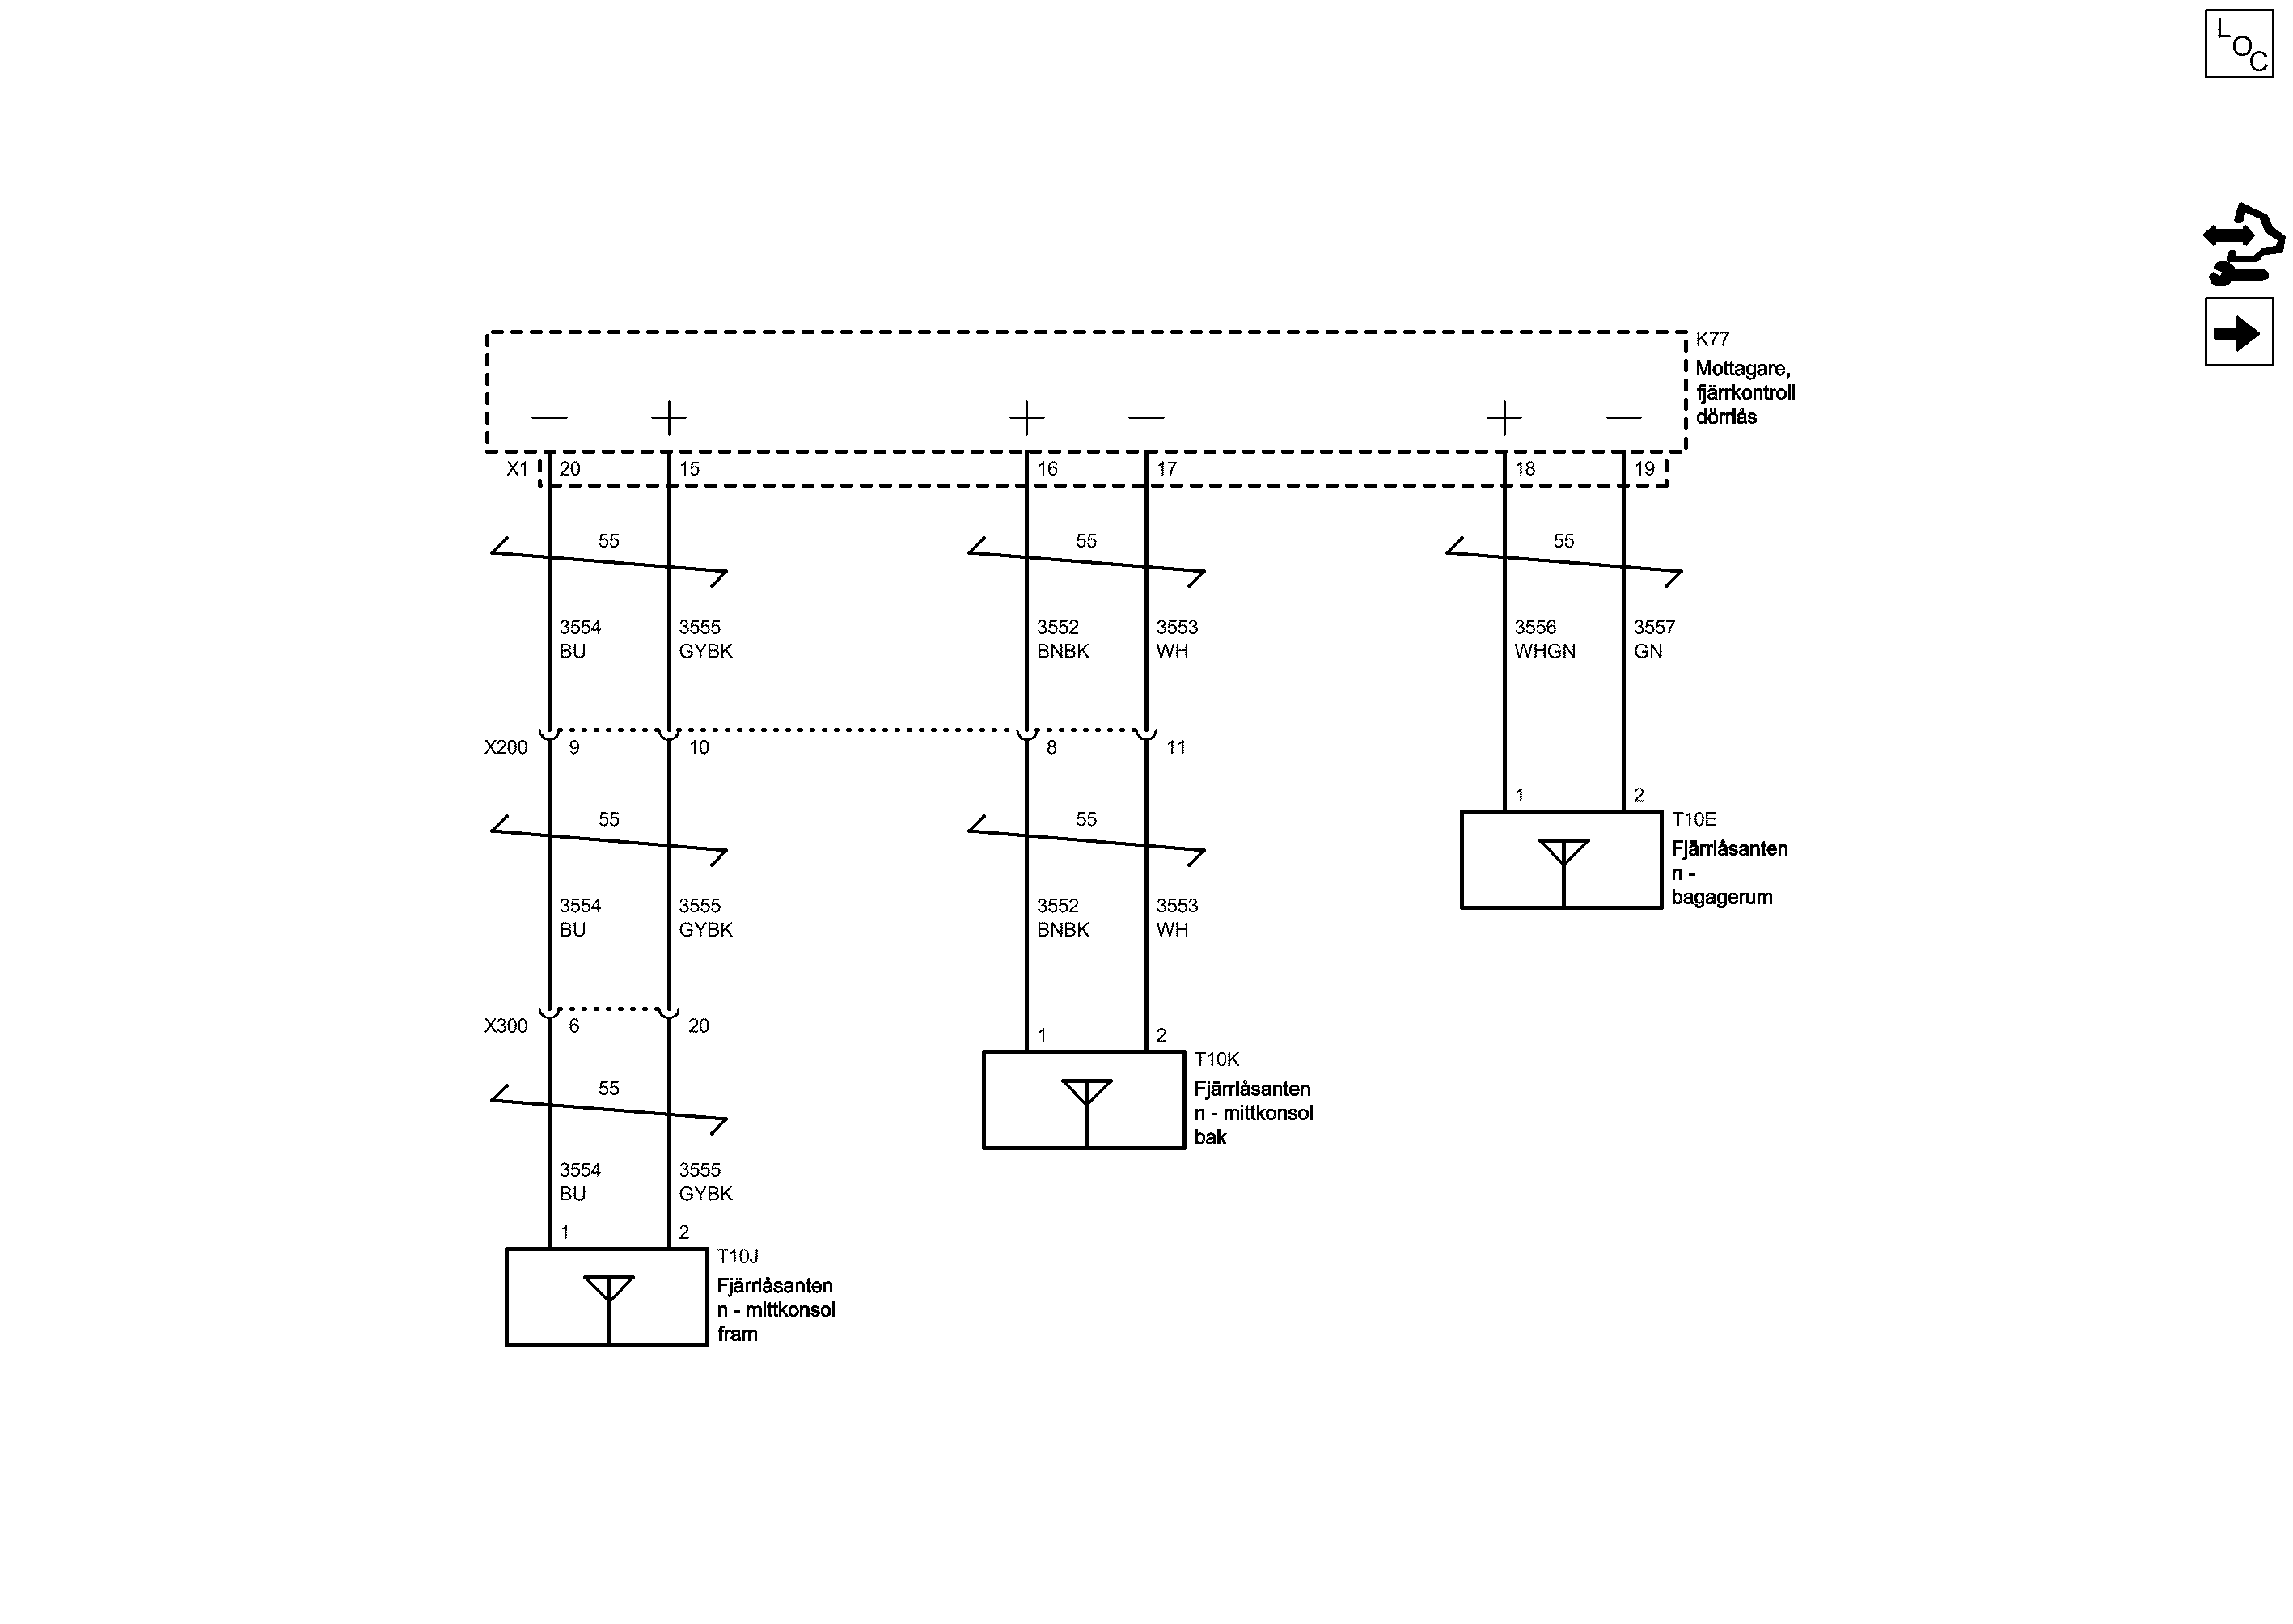 LOC
K77
Mottagare,
fjärrkontroll
dörrlås
X1 20 15 16 17 18 19
55 55 55
3554 3555 3552 3553 3556 3557
BU GYBK BNBK WH WHGN GN
X200 9 10 8 11
1 2
55 55 T10E
Fjärrlåsanten
n -
bagagerum
3554 3555 3552 3553
BU GYBK BNBK WH
X300 6 20
1 2
T10K
Fjärrlåsanten
n - mittkonsol
bak
55
3554 3555
BU GYBK
1 2
T10J
Fjärrlåsanten
n - mittkonsol
fram